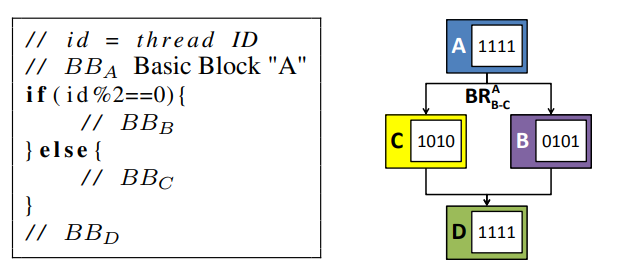 // id = thread ID
// BB_A Basic Block "A"
if(id%2==0){
// BB_B
}else{
// BB_C
}
// BB_D
A 1111
BR^A_B-C
C 1010
B 0101
D 1111